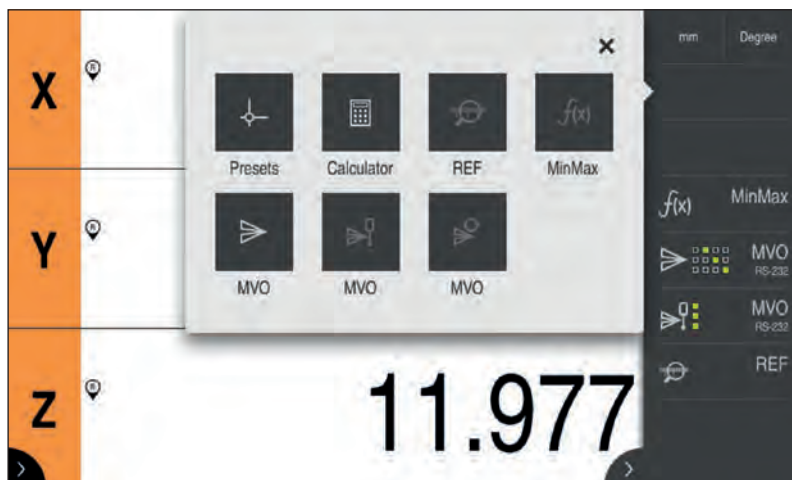 mm Degree
X R
Presets Calculator REF MinMax
f(x) MinMax
Y R
MVO
RS-232
MVO MVO MVO
MVO
RS-232
REF
Z R 11.977